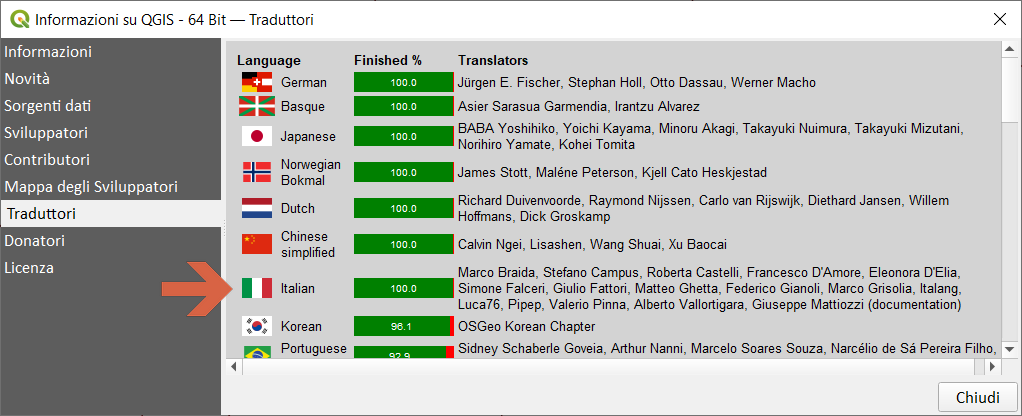 Informazioni su QGIS - 64 Bit — Traduttori
Informazioni
Novità
Sorgenti dati
Sviluppatori
Contributori
Mappa degli Sviluppatori
Traduttori
Donatori
Licenza
Language Finished % Translators
German 100.0 Jürgen E. Fischer, Stephan Holl, Otto Dassau, Werner Macho
Basque 100.0 Asier Sarasua Garmendia, Irantzu Alvarez
Japanese 100.0 BABA Yoshihiko, Yoichi Kayama, Minoru Akagi, Takayuki Nuimura, Takayuki Mizutani,
Norihiro Yamate, Kohei Tomita
Norwegian
Bokmal 100.0 James Stott, Maléne Peterson, Kjell Cato Heskjestad
Dutch 100.0 Richard Duivenvoorde, Raymond Nijssen, Carlo van Rijswijk, Diethard Jansen, Willem
Hoffmans, Dick Groskamp
Chinese
simplified 100.0 Calvin Ngei, Lisashen, Wang Shuai, Xu Baocai
Italian 100.0 Marco Braida, Stefano Campus, Roberta Castelli, Francesco D'Amore, Eleonora D'Elia,
Simone Falceri, Giulio Fattori, Matteo Ghetta, Federico Gianoli, Marco Grisolia, Italang,
Luca76, Pipep, Valerio Pinna, Alberto Vallortigara, Giuseppe Mattiozzi (documentation)
Korean 96.1 OSGeo Korean Chapter
Portuguese 92.9 Sidney Schaberle Goveia, Arthur Nanni, Marcelo Soares Souza, Narcélio de Sá Pereira Filho,
Chiudi